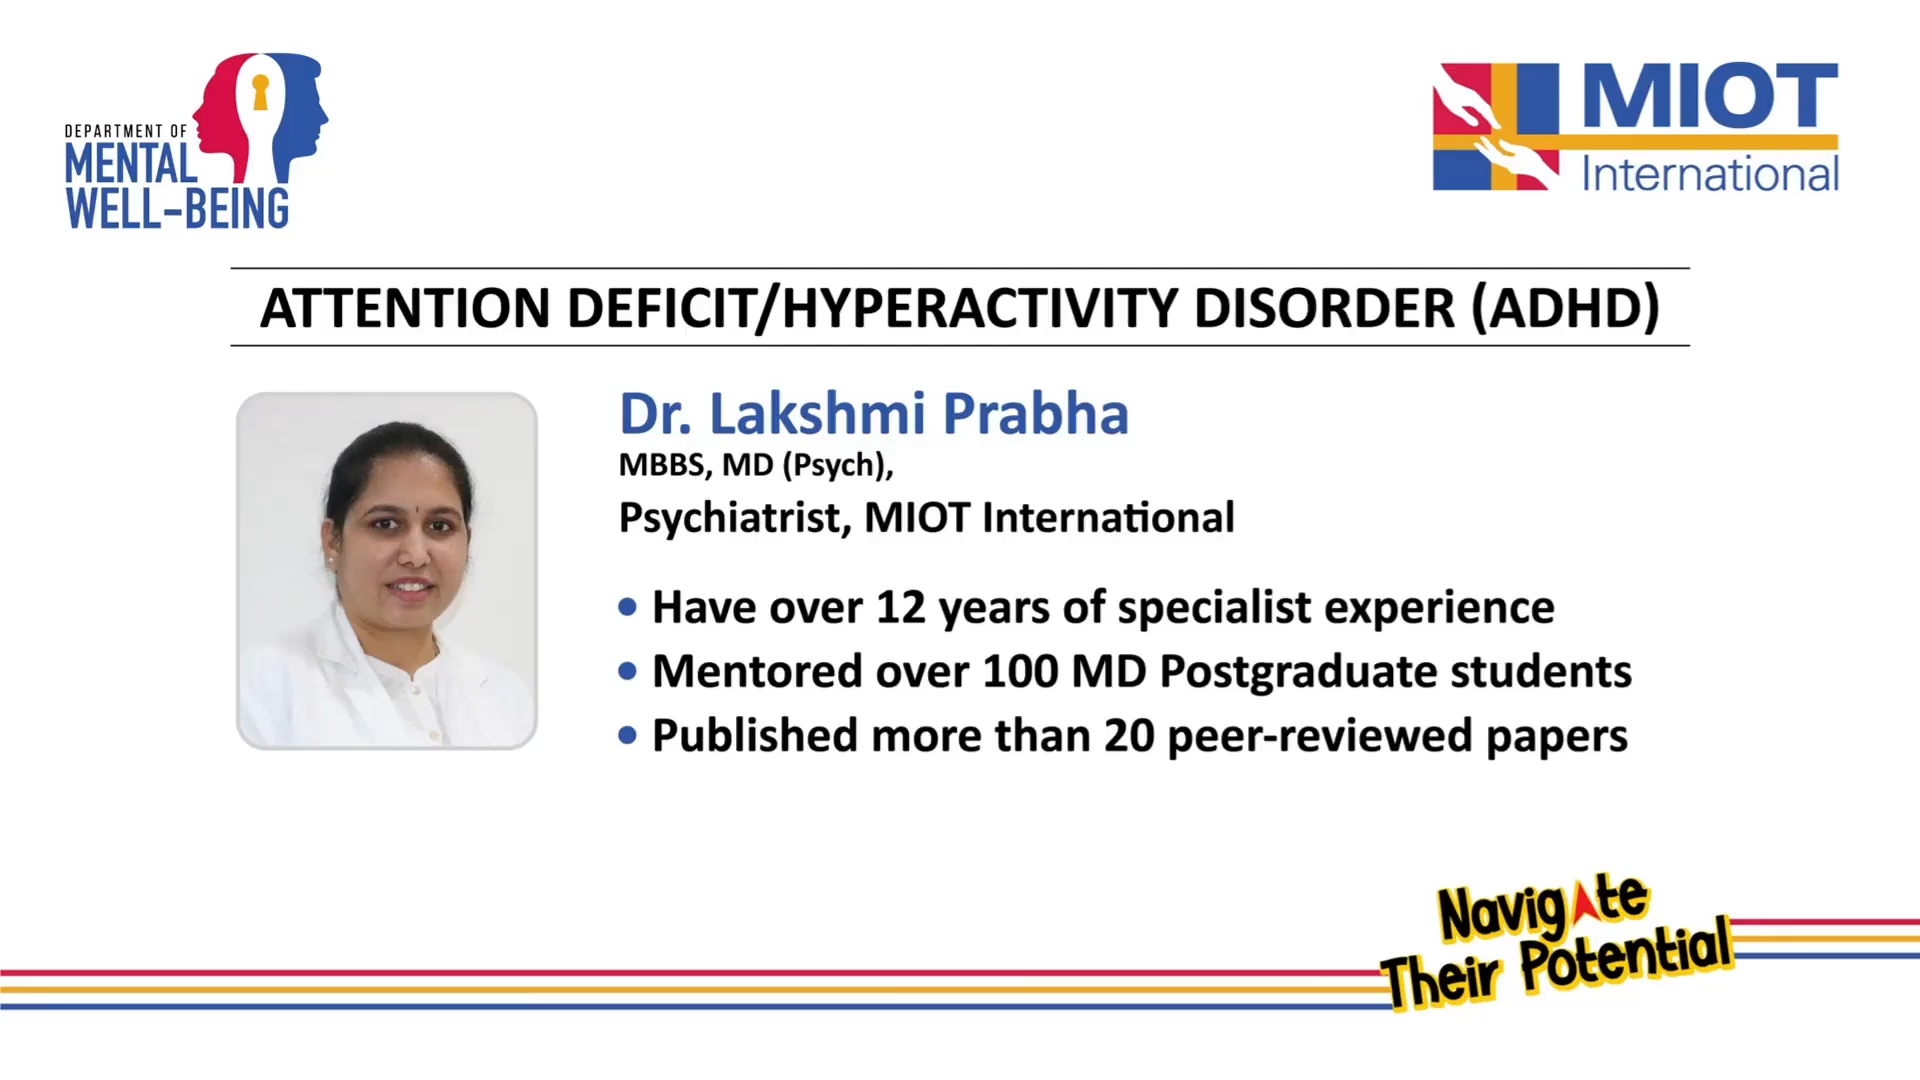 DEPARTMENT OF
MENTAL
WELL-BEING
MIOT
International
ATTENTION DEFICIT/HYPERACTIVITY DISORDER (ADHD)
Dr. Lakshmi Prabha
MBBS, MD (Psych),
Psychiatrist, MIOT International
• Have over 12 years of specialist experience
• Mentored over 100 MD Postgraduate students
• Published more than 20 peer-reviewed papers
Navigate
Their Potential